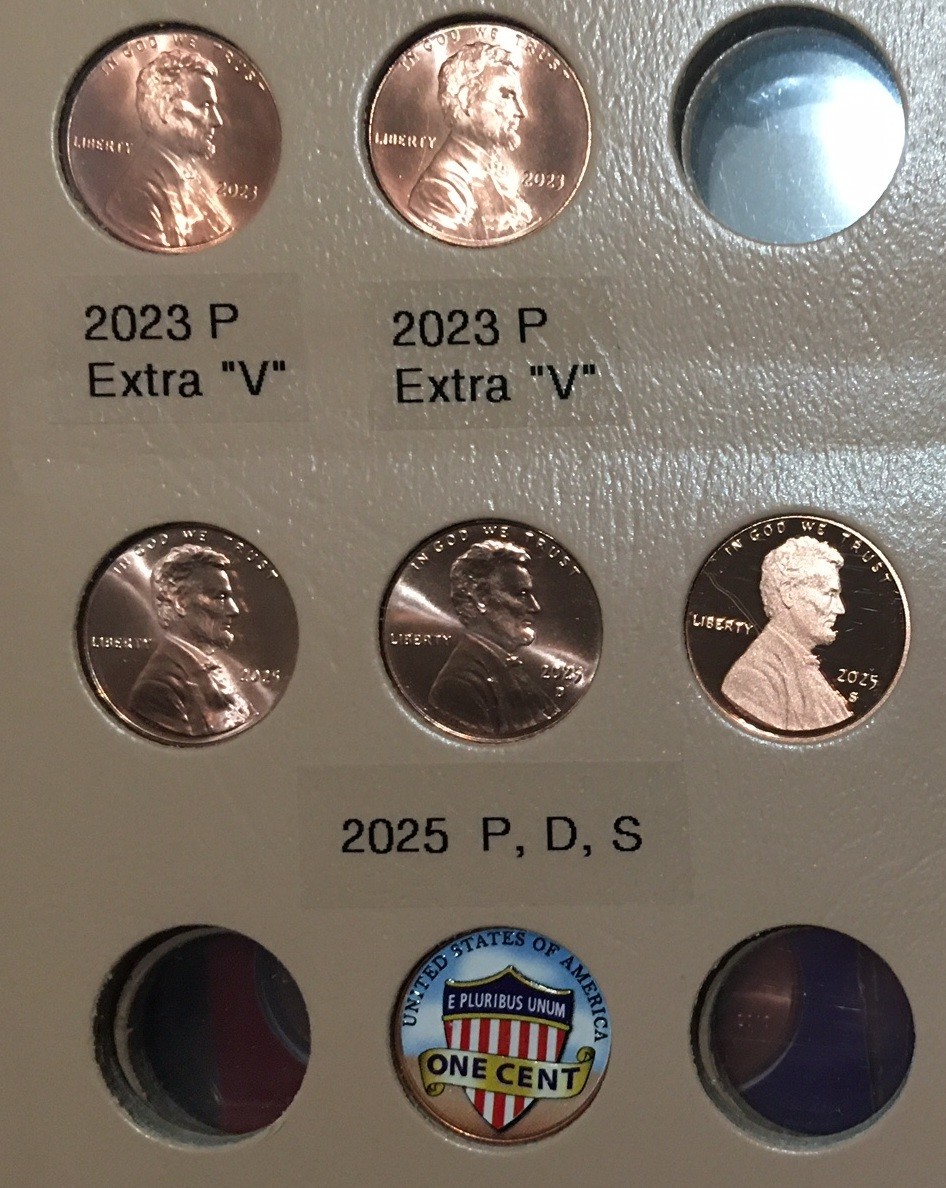 IN GOD WE TRUST
LIBERTY
2023
IN GOD WE TRUST
LIBERTY
2023
2023 P
Extra "V"
2023 P
Extra "V"
IN GOD WE TRUST
LIBERTY
2025
IN GOD WE TRUST
LIBERTY
2025
D
IN GOD WE TRUST
LIBERTY
2025
S
2025 P, D, S
UNITED STATES OF AMERICA
E PLURIBUS UNUM
ONE CENT